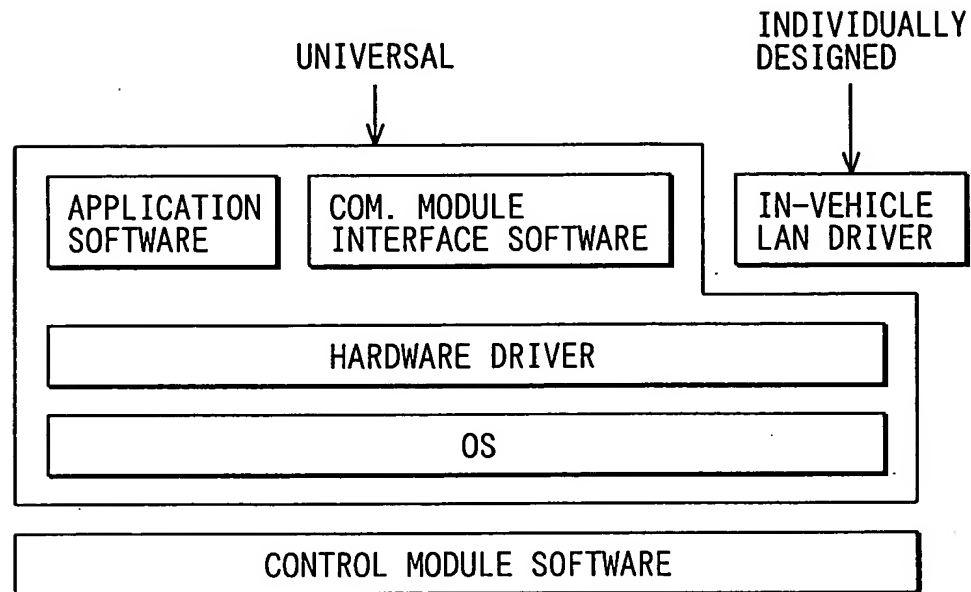 INDIVIDUALLY
DESIGNED
UNIVERSAL
APPLICATION
SOFTWARE
COM. MODULE
INTERFACE SOFTWARE
IN-VEHICLE
LAN DRIVER
HARDWARE DRIVER
OS
CONTROL MODULE SOFTWARE